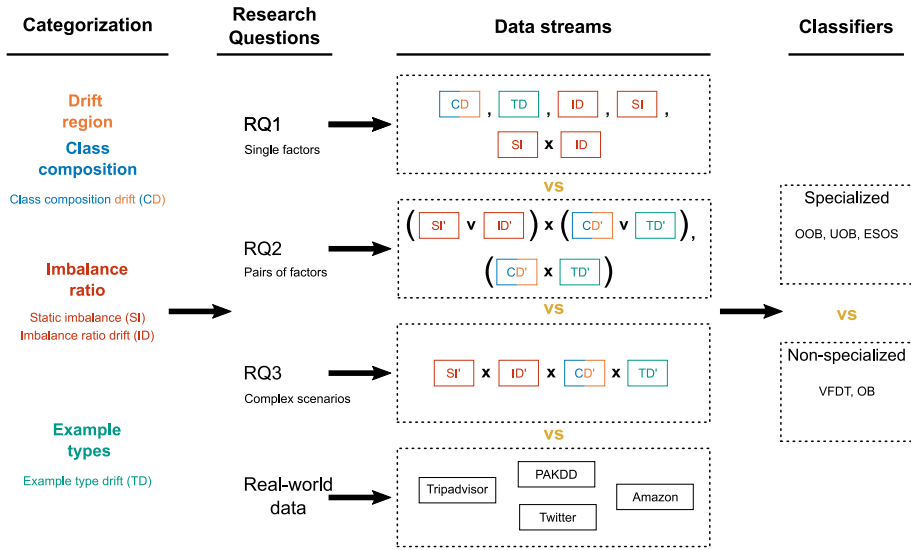 Categorization
Research
Questions
Data streams
Classifiers
Drift
region
Class
composition
Class composition drift (CD)
Imbalance
ratio
Static imbalance (SI)
Imbalance ratio drift (ID)
Example
types
Example type drift (TD)
RQ1
Single factors
RQ2
Pairs of factors
RQ3
Complex scenarios
Real-world
data
CD , TD , ID , SI ,
SI x ID
vs
(SI' v ID') x (CD' v TD'),
(CD' x TD')
vs
SI' x ID' x CD' x TD'
vs
Tripadvisor
PAKDD
Amazon
Twitter
Specialized
OOB, UOB, ESOS
vs
Non-specialized
VFDT, OB